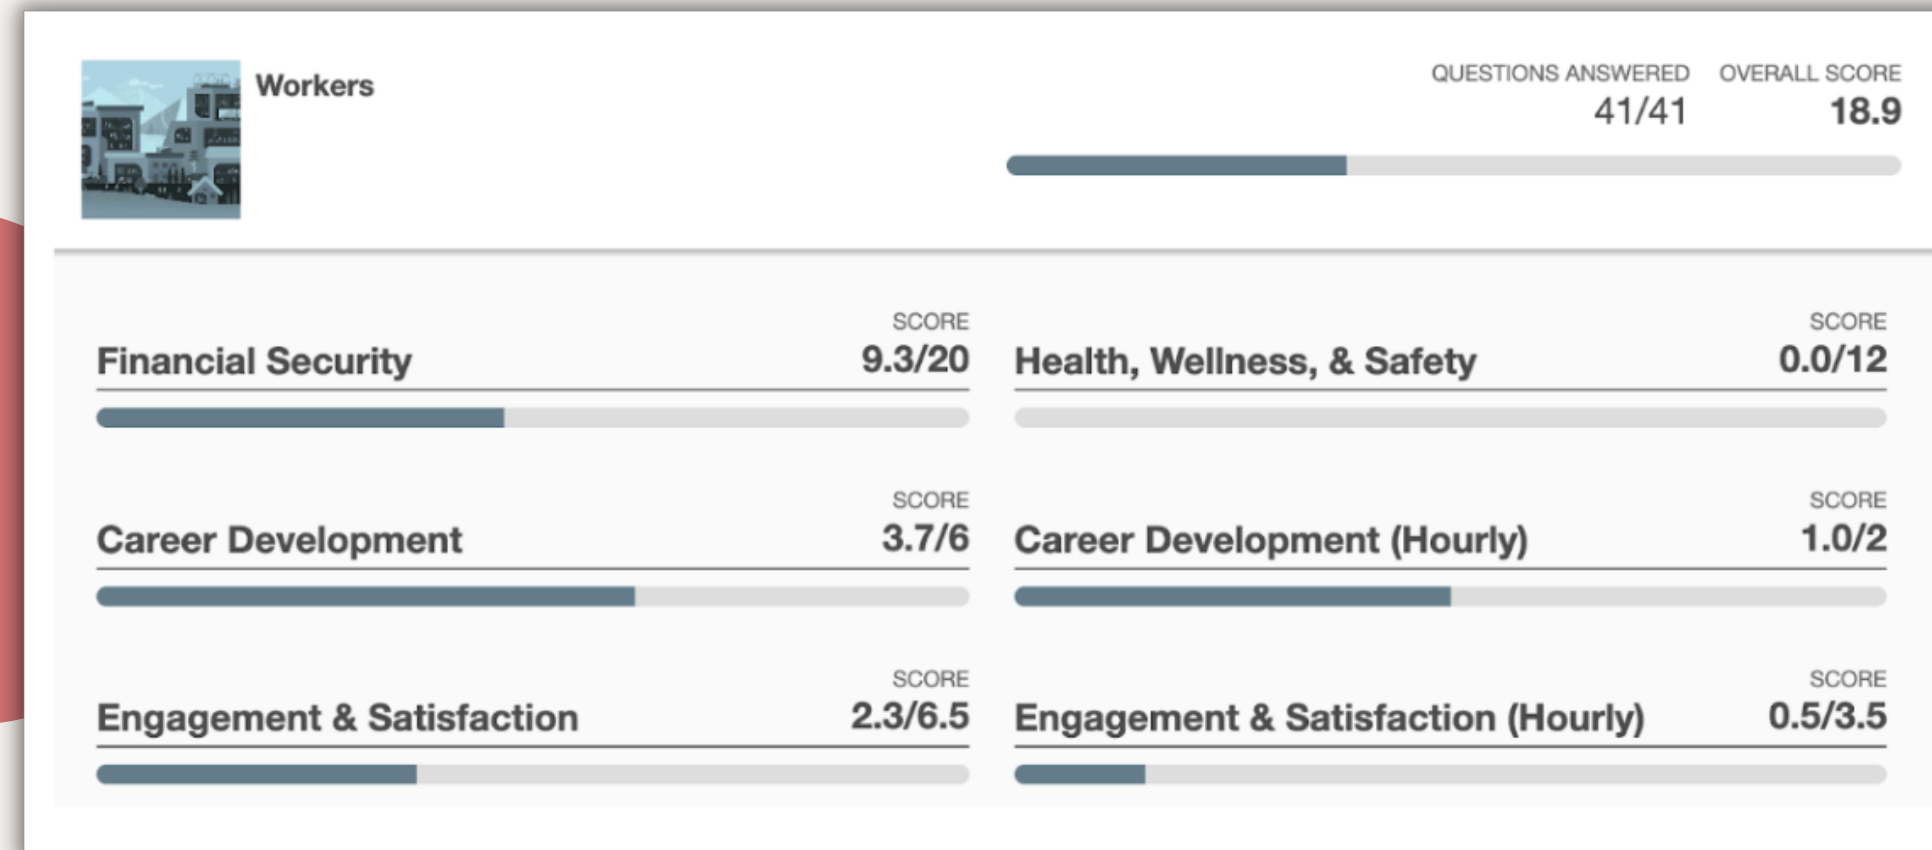 Workers
QUESTIONS ANSWERED
41/41
OVERALL SCORE
18.9
SCORE
Financial Security 9.3/20
SCORE
Health, Wellness, & Safety 0.0/12
SCORE
Career Development 3.7/6
SCORE
Career Development (Hourly) 1.0/2
SCORE
Engagement & Satisfaction 2.3/6.5
SCORE
Engagement & Satisfaction (Hourly) 0.5/3.5